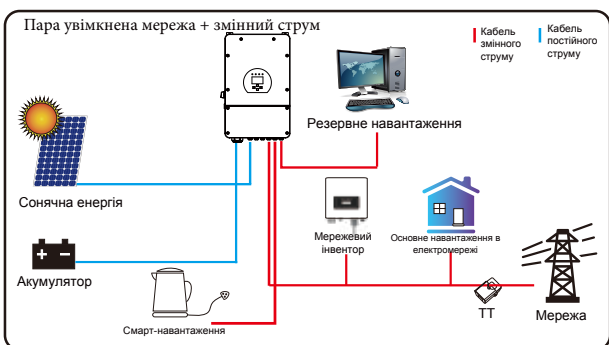 Пара увімкнена мережа + змінний струм
Кабель
змінного
струму
Кабель
постійного
струму
Резервне навантаження
Сонячна енергія
Мережевий
інвентор
Основне навантаження в
електромережі
Акумулятор
Смарт-навантаження
ТТ
Мережа